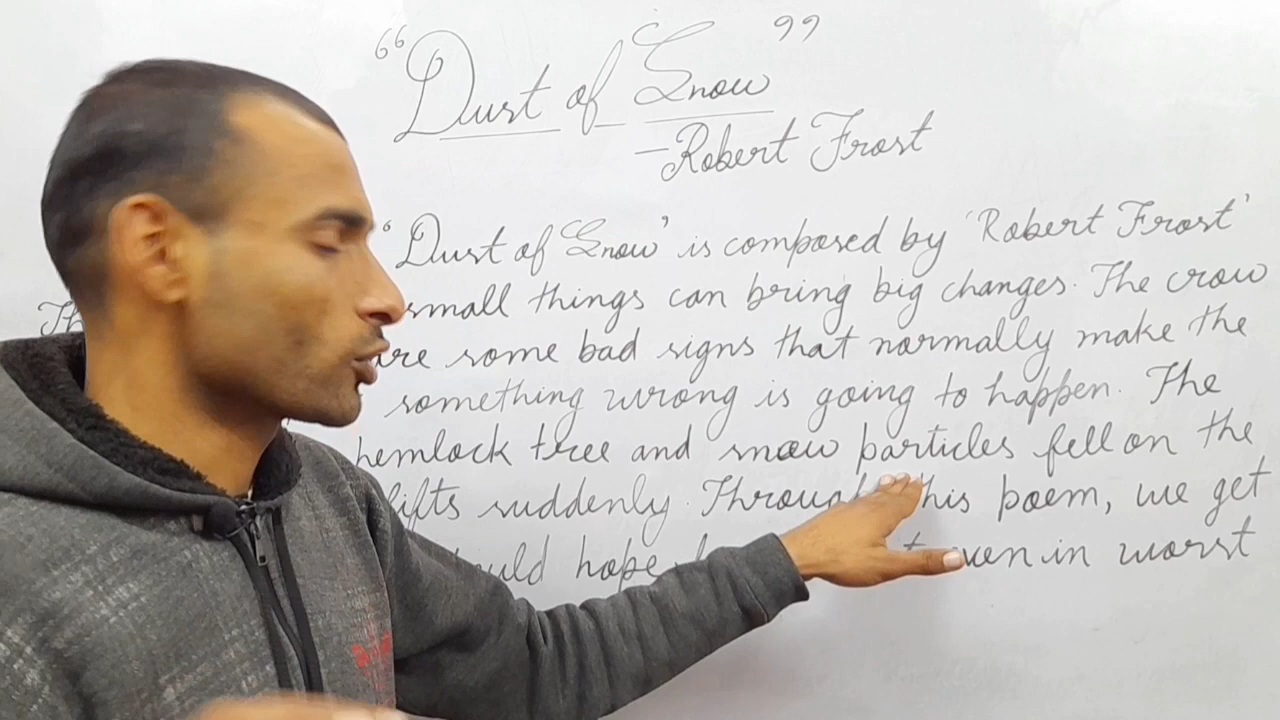 “Dust of Snow”
– Robert Frost
‘Dust of Snow’ is composed by ‘Robert Frost’
small things can bring big changes. The crow
are some bad signs that normally make the
something wrong is going to happen. The
hemlock tree and snow particles fell on the
lifts suddenly. Through this poem, we get
hope in worst